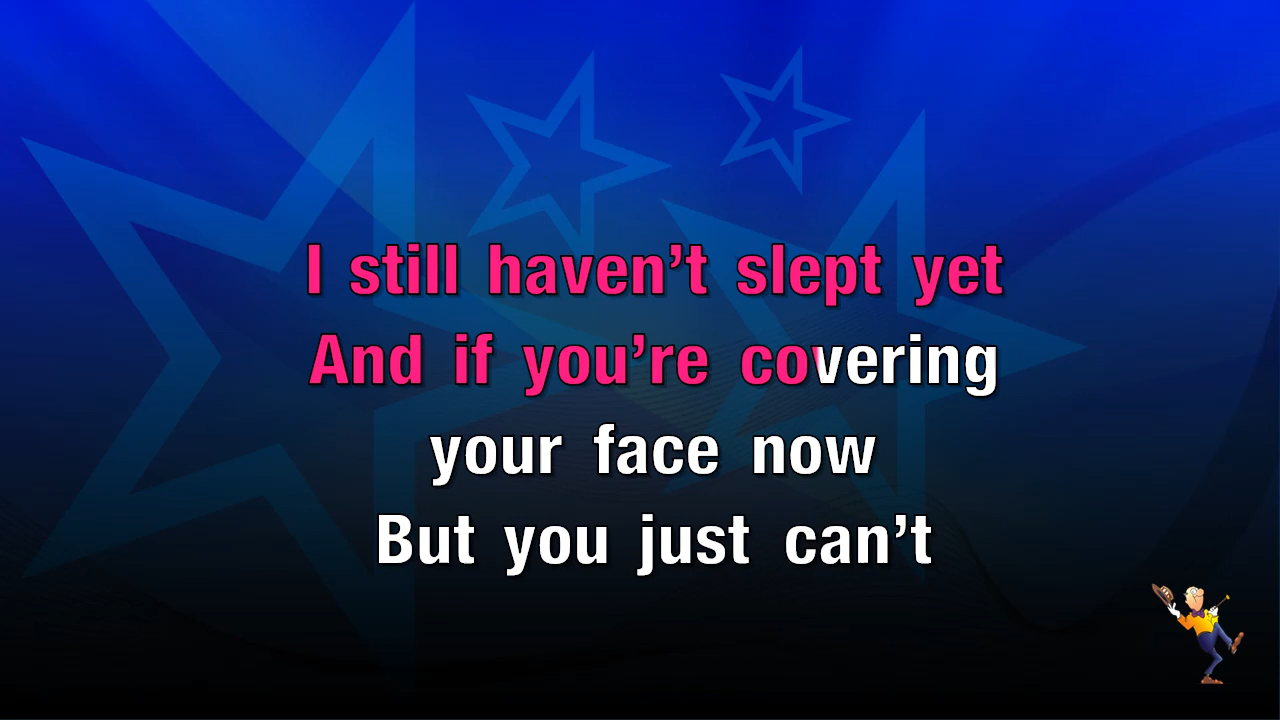 I still haven’t slept yet
And if you’re covering
your face now
But you just can’t